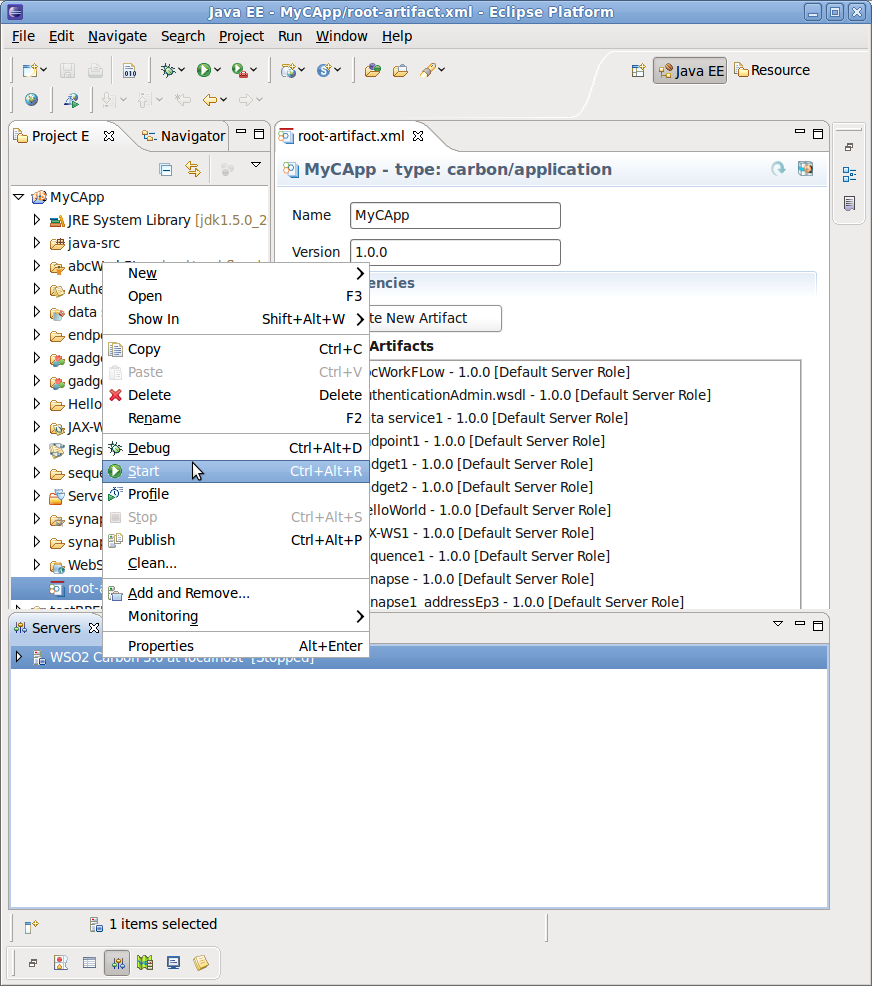 Java EE - MyCApp/root-artifact.xml - Eclipse Platform
File Edit Navigate Search Project Run Window Help
Java EE Resource
Project E Navigator
root-artifact.xml
MyCApp - type: carbon/application
MyCApp
JRE System Library [jdk1.5.0_2
java-src
Name MyCApp
Version 1.0.0
New
Open F3
Show In Shift+Alt+W
Copy Ctrl+C
Paste Ctrl+V
Delete Delete
Rename F2
Debug Ctrl+Alt+D
Start Ctrl+Alt+R
Profile
Stop Ctrl+Alt+S
Publish Ctrl+Alt+P
Clean...
Add and Remove...
Monitoring
Properties Alt+Enter
abcW
Authe
data
endp
gadg
gadg
Hello
JAX-W
Regis
sequ
Serve
synap
synap
WebS
root-a
encies
te New Artifact
Artifacts
cWorkFLow - 1.0.0 [Default Server Role]
thenticationAdmin.wsdl - 1.0.0 [Default Server Role]
ta service1 - 1.0.0 [Default Server Role]
dpoint1 - 1.0.0 [Default Server Role]
dget1 - 1.0.0 [Default Server Role]
dget2 - 1.0.0 [Default Server Role]
elloWorld - 1.0.0 [Default Server Role]
X-WS1 - 1.0.0 [Default Server Role]
quence1 - 1.0.0 [Default Server Role]
napse - 1.0.0 [Default Server Role]
napse1_addressEp3 - 1.0.0 [Default Server Role]
Servers
WSO2 Carbon 3.0 at localhost [Stopped]
1 items selected